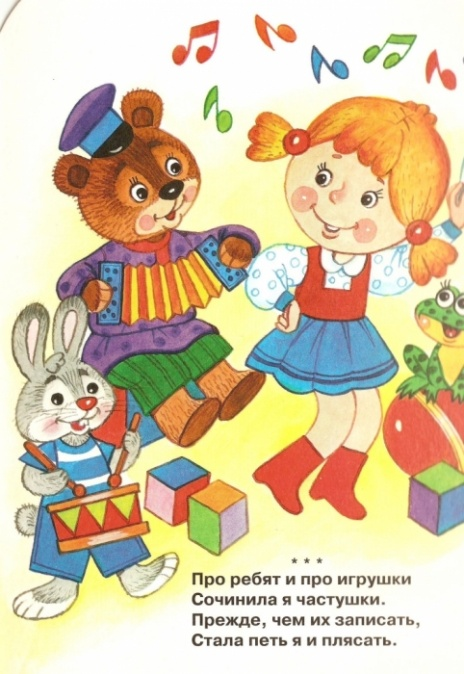 * * *
Про ребят и про игрушки
Сочинила я частушки.
Прежде, чем их записать,
Стала петь я и плясать.